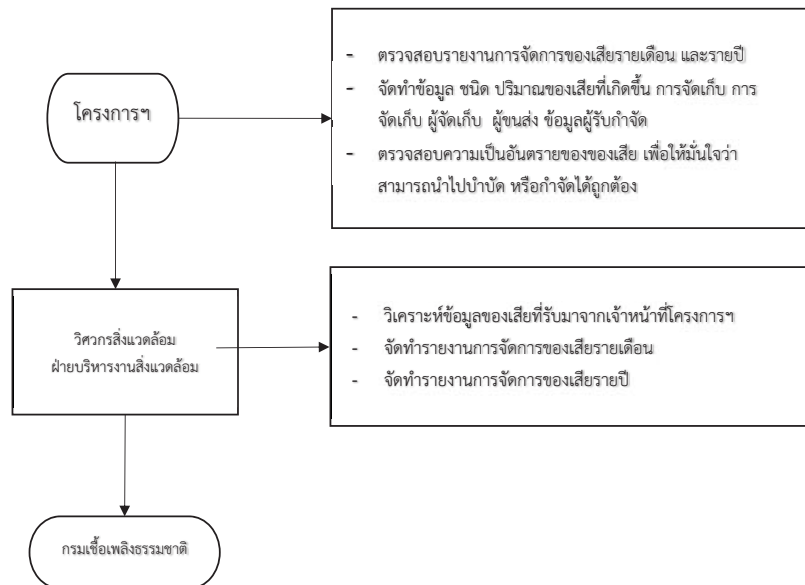 โครงการฯ
- ตรวจสอบรายงานการจัดการของเสียรายเดือน และรายปี
- จัดทำข้อมูล ชนิด ปริมาณของเสียที่เกิดขึ้น การจัดเก็บ การ
จัดเก็บ ผู้จัดเก็บ ผู้ขนส่ง ข้อมูลผู้รับกำจัด
- ตรวจสอบความเป็นอันตรายของของเสีย เพื่อให้มั่นใจว่า
สามารถนำไปบำบัด หรือกำจัดได้ถูกต้อง
วิศวกรสิ่งแวดล้อม
ฝ่ายบริหารงานสิ่งแวดล้อม
- วิเคราะห์ข้อมูลของเสียที่รับมาจากเจ้าหน้าที่โครงการฯ
- จัดทำรายงานการจัดการของเสียรายเดือน
- จัดทำรายงานการจัดการของเสียรายปี
กรมเชื้อเพลิงธรรมชาติ